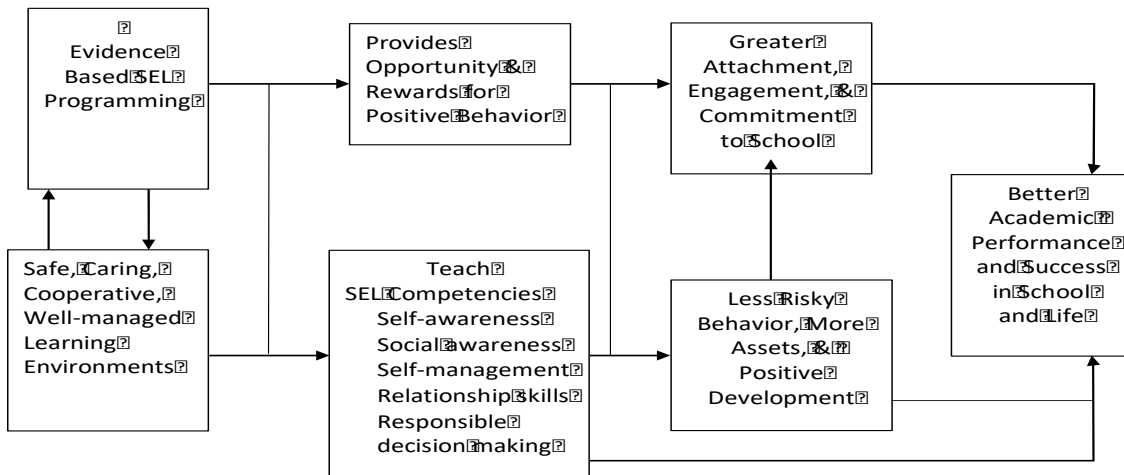 Evidence
Based SEL
Programming
Provides
Opportunity &
Rewards for
Positive Behavior
Greater
Attachment,
Engagement, &
Commitment
to School
Better
Academic
Performance
and Success
in School
and Life
Safe, Caring,
Cooperative,
Well-managed
Learning
Environments
Teach
SEL Competencies
Self-awareness
Social awareness
Self-management
Relationship skills
Responsible
decision making
Less Risky
Behavior, More
Assets, &
Positive
Development